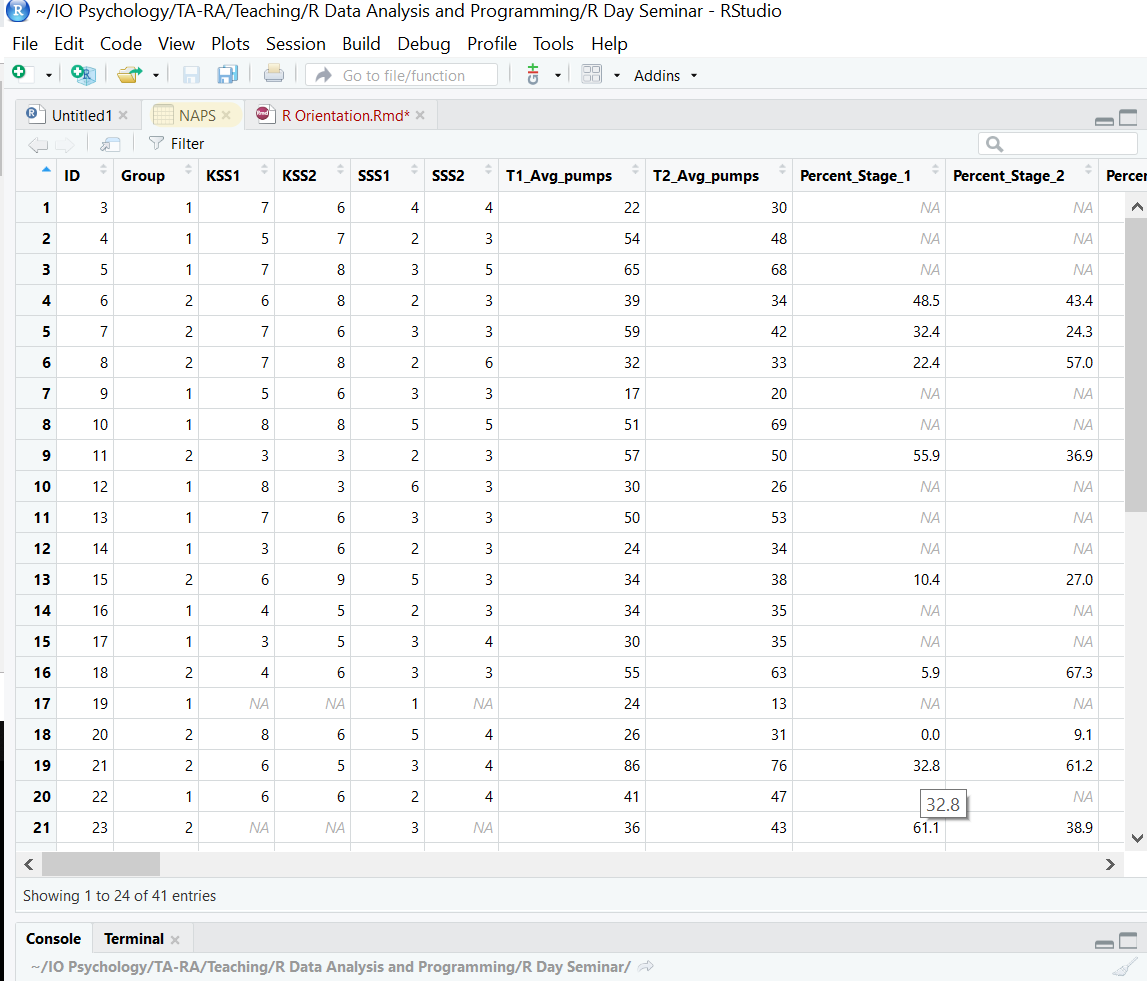 ~/IO Psychology/TA-RA/Teaching/R Data Analysis and Programming/R Day Seminar - RStudio
File Edit Code View Plots Session Build Debug Profile Tools Help
Go to file/function Addins
Untitled1 NAPS R Orientation.Rmd*
Filter
ID Group KSS1 KSS2 SSS1 SSS2 T1_Avg_pumps T2_Avg_pumps Percent_Stage_1 Percent_Stage_2 Percer
1 3 1 7 6 4 4 22 30 NA NA
2 4 1 5 7 2 3 54 48 NA NA
3 5 1 7 8 3 5 65 68 NA NA
4 6 2 6 8 2 3 39 34 48.5 43.4
5 7 2 7 6 3 3 59 42 32.4 24.3
6 8 2 7 8 2 6 32 33 22.4 57.0
7 9 1 5 6 3 3 17 20 NA NA
8 10 1 8 8 5 5 51 69 NA NA
9 11 2 3 3 2 3 57 50 55.9 36.9
10 12 1 8 3 6 3 30 26 NA NA
11 13 1 7 6 3 3 50 53 NA NA
12 14 1 3 6 2 3 24 34 NA NA
13 15 2 6 9 5 3 34 38 10.4 27.0
14 16 1 4 5 2 3 34 35 NA NA
15 17 1 3 5 3 4 30 35 NA NA
16 18 2 4 6 3 3 55 63 5.9 67.3
17 19 1 NA NA 1 NA 24 13 NA NA
18 20 2 8 6 5 4 26 31 0.0 9.1
19 21 2 6 5 3 4 86 76 32.8 61.2
20 22 1 6 6 2 4 41 47 NA
32.8
21 23 2 NA NA 3 NA 36 43 61.1 38.9
Showing 1 to 24 of 41 entries
Console Terminal
~/IO Psychology/TA-RA/Teaching/R Data Analysis and Programming/R Day Seminar/